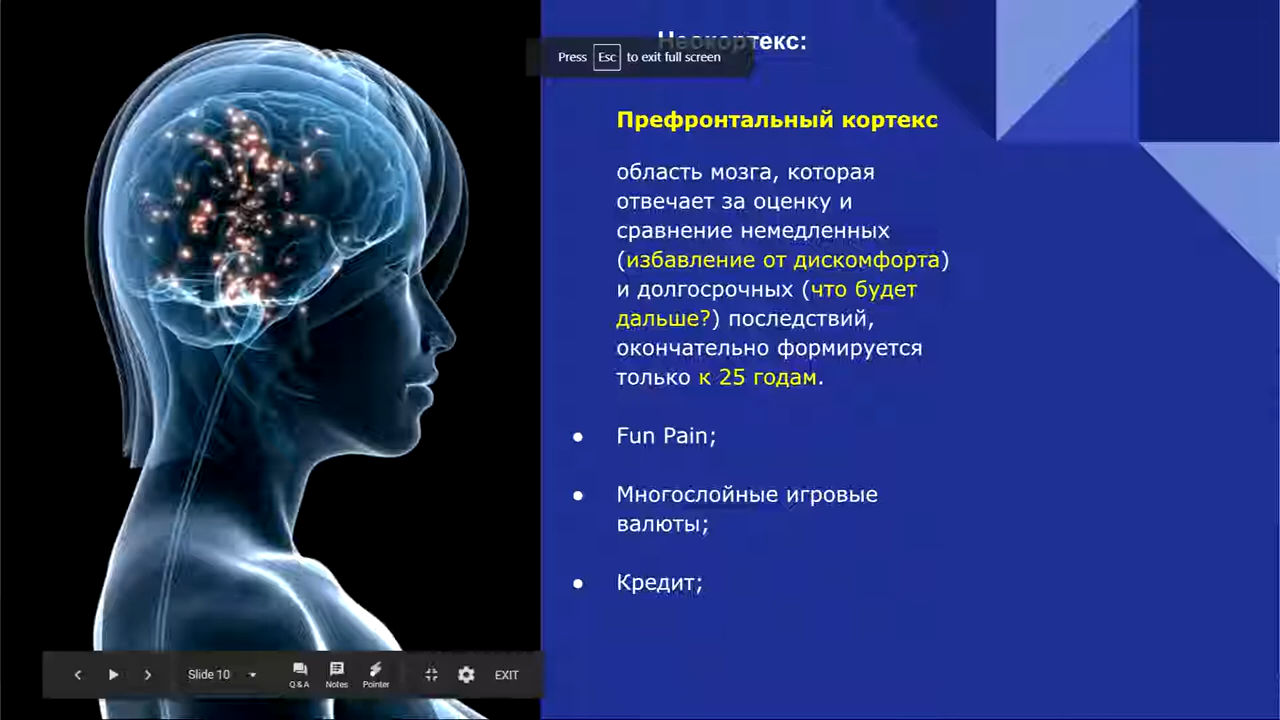 Неокортекс:
Press Esc to exit full screen
Префронтальный кортекс
область мозга, которая
отвечает за оценку и
сравнение немедленных
(избавление от дискомфорта)
и долгосрочных (что будет
дальше?) последствий,
окончательно формируется
только к 25 годам.
● Fun Pain;
● Многослойные игровые
валюты;
● Кредит;
Slide 10
Q & A
Notes
Pointer
EXIT